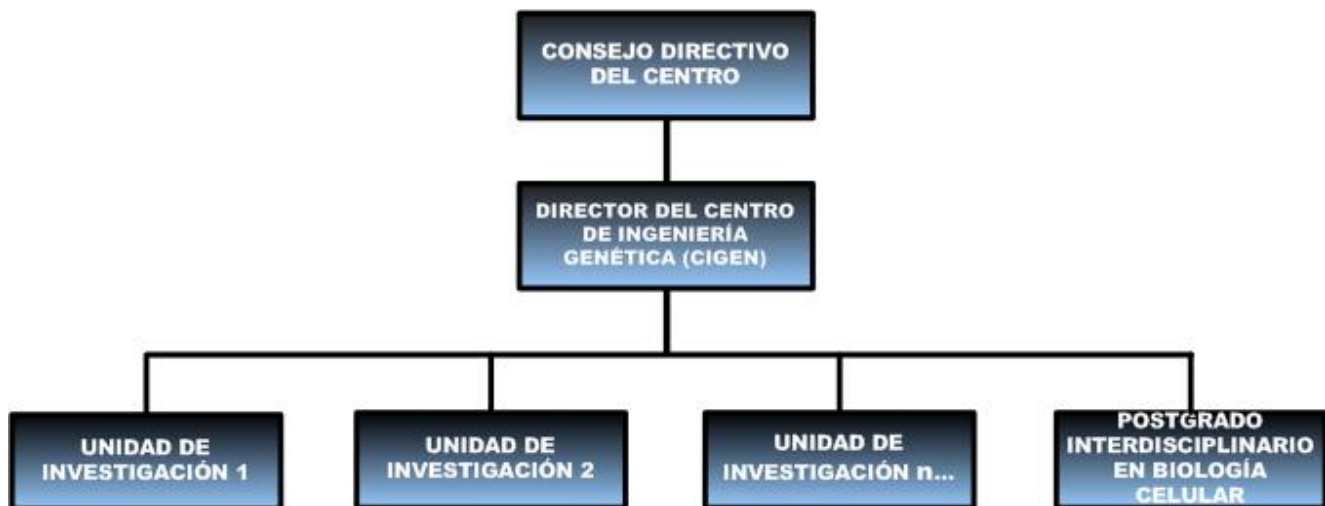 CONSEJO DIRECTIVO
DEL CENTRO
DIRECTOR DEL CENTRO
DE INGENIERÍA
GENÉTICA (CIGEN)
UNIDAD DE
INVESTIGACIÓN 1
UNIDAD DE
INVESTIGACIÓN 2
UNIDAD DE
INVESTIGACIÓN n...
POSTGRADO
INTERDISCIPLINARIO
EN BIOLOGÍA
CELULAR